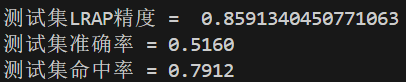 测试集LRAP精度 =  0.8591340450771063
测试集准确率 = 0.5160
测试集命中率 = 0.7912